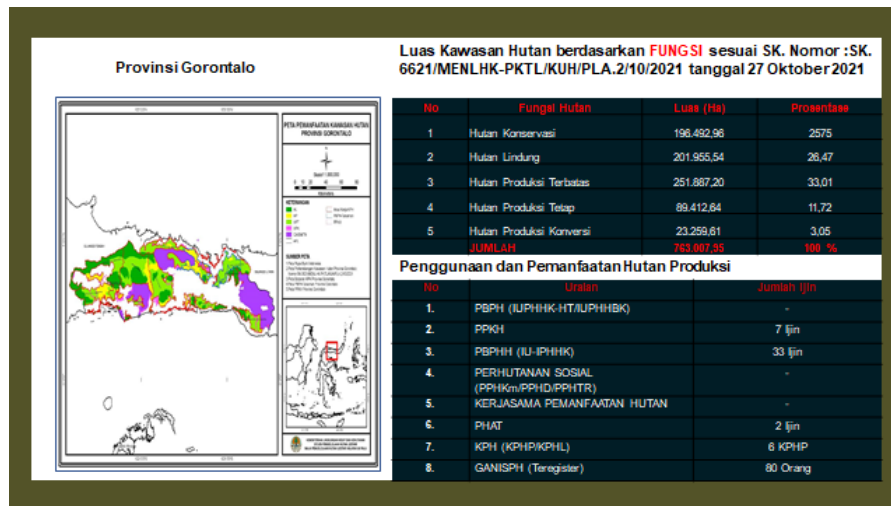 Provinsi Gorontalo
Luas Kawasan Hutan berdasarkan FUNGSI sesuai SK. Nomor :SK.
6621/MENLHK-PKTL/KUH/PLA.2/10/2021 tanggal 27 Oktober 2021
No Fungsi Hutan Luas (Ha) Prosentase
1 Hutan Konservasi 196.492,96 2575
2 Hutan Lindung 201.955,54 26,47
3 Hutan Produksi Terbatas 251.887,20 33,01
4 Hutan Produksi Tetap 89.412,64 11,72
5 Hutan Produksi Konversi 23.259,61 3,05
JUMLAH 763.007,95 100 %
PETA PEMANFAATAN KAWASAN HUTAN
PROVINSI GORONTALO
KETERANGAN
SUMBER PETA
Penggunaan dan Pemanfaatan Hutan Produksi
No Uraian Jumlah Ijin
1. PBPH (IUPHHK-HT/IUPHHBK) -
2. PPKH 7 Ijin
3. PBPHH (IU-IPHHK) 33 Ijin
4. PERHUTANAN SOSIAL -
(PPHKm/PPHD/PPHTR)
5. KERJASAMA PEMANFAATAN HUTAN -
6. PHAT 2 Ijin
7. KPH (KPHP/KPHL) 6 KPHP
8. GANISPH (Teregister) 80 Orang